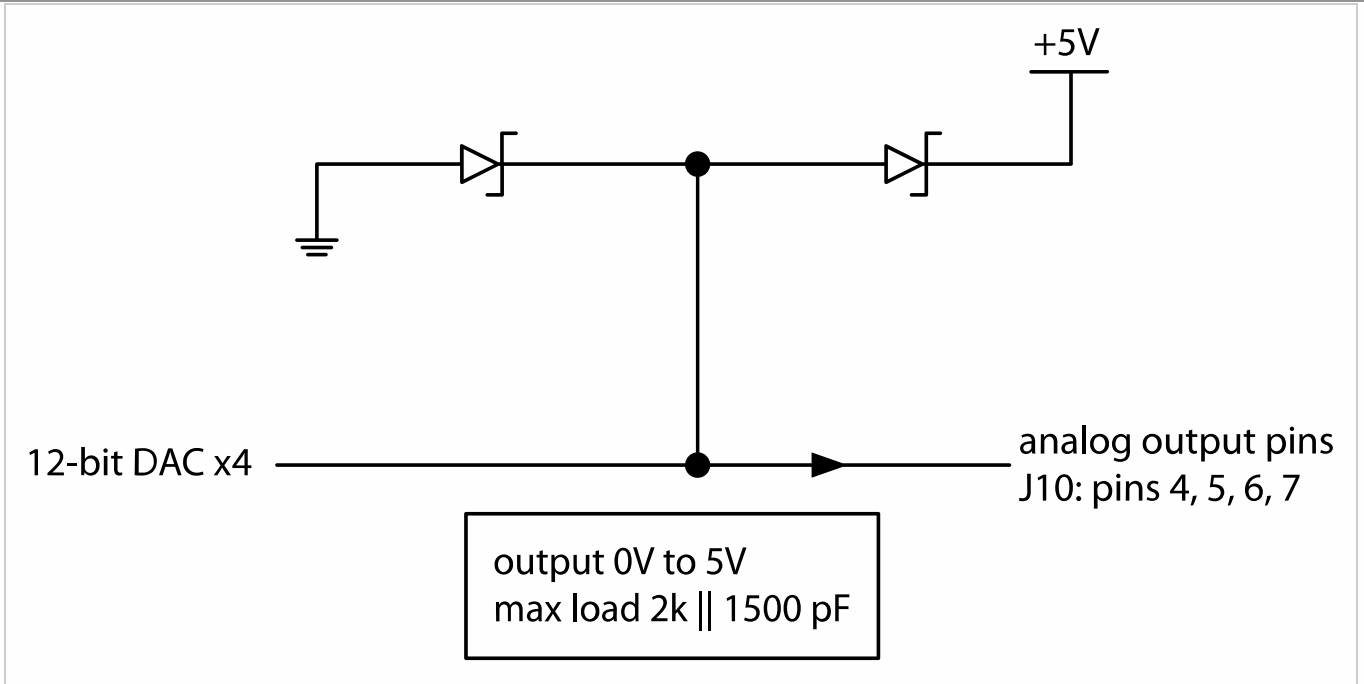 +5V
12-bit DAC x4
analog output pins
J10: pins 4, 5, 6, 7
output 0V to 5V
max load 2k || 1500 pF